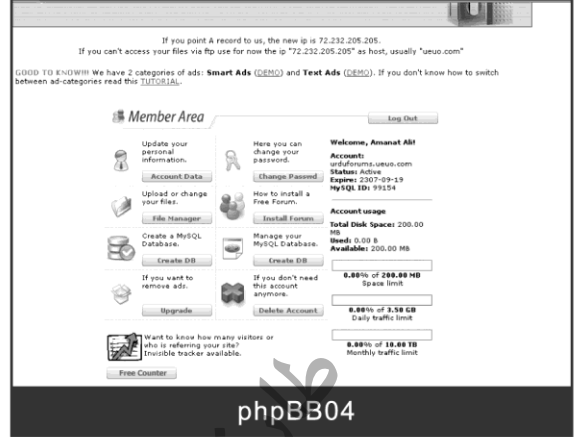 If you point A record to us, the new ip is 72.232.205.205.
If you can't access your files via ftp use for now the ip "72.232.205.205" as host, usually "ueuo.com"
GOOD TO KNOW!!! We have 2 categories of ads: Smart Ads (DEMO) and Text Ads (DEMO). If you don't know how to switch
between ad-categories read this TUTORIAL.
Member Area
Log Out
Update your
personal
information.
Account Data
Here you can
change your
password.
Change Passwd
Upload or change
your files.
File Manager
How to install a
Free Forum.
Install Forum
Create a MySQL
Database.
Create DB
Manage your
MySQL Database.
Create DB
If you want to
remove ads.
Upgrade
If you don't need
this account
anymore.
Delete Account
Want to know how many visitors or
who is referring your site?
Invisible tracker available.
Free Counter
Welcome, Amanat Ali!
Account:
urduforums.ueuo.com
Status: Active
Expire: 2307-09-19
MySQL ID: 99154
Account usage
Total Disk Space: 200.00
MB
Used: 0.00 B
Available: 200.00 MB
0.00% of 200.00 MB
Space limit
0.00% of 3.50 GB
Daily traffic limit
0.00% of 10.00 TB
Monthly traffic limit
phpBB04